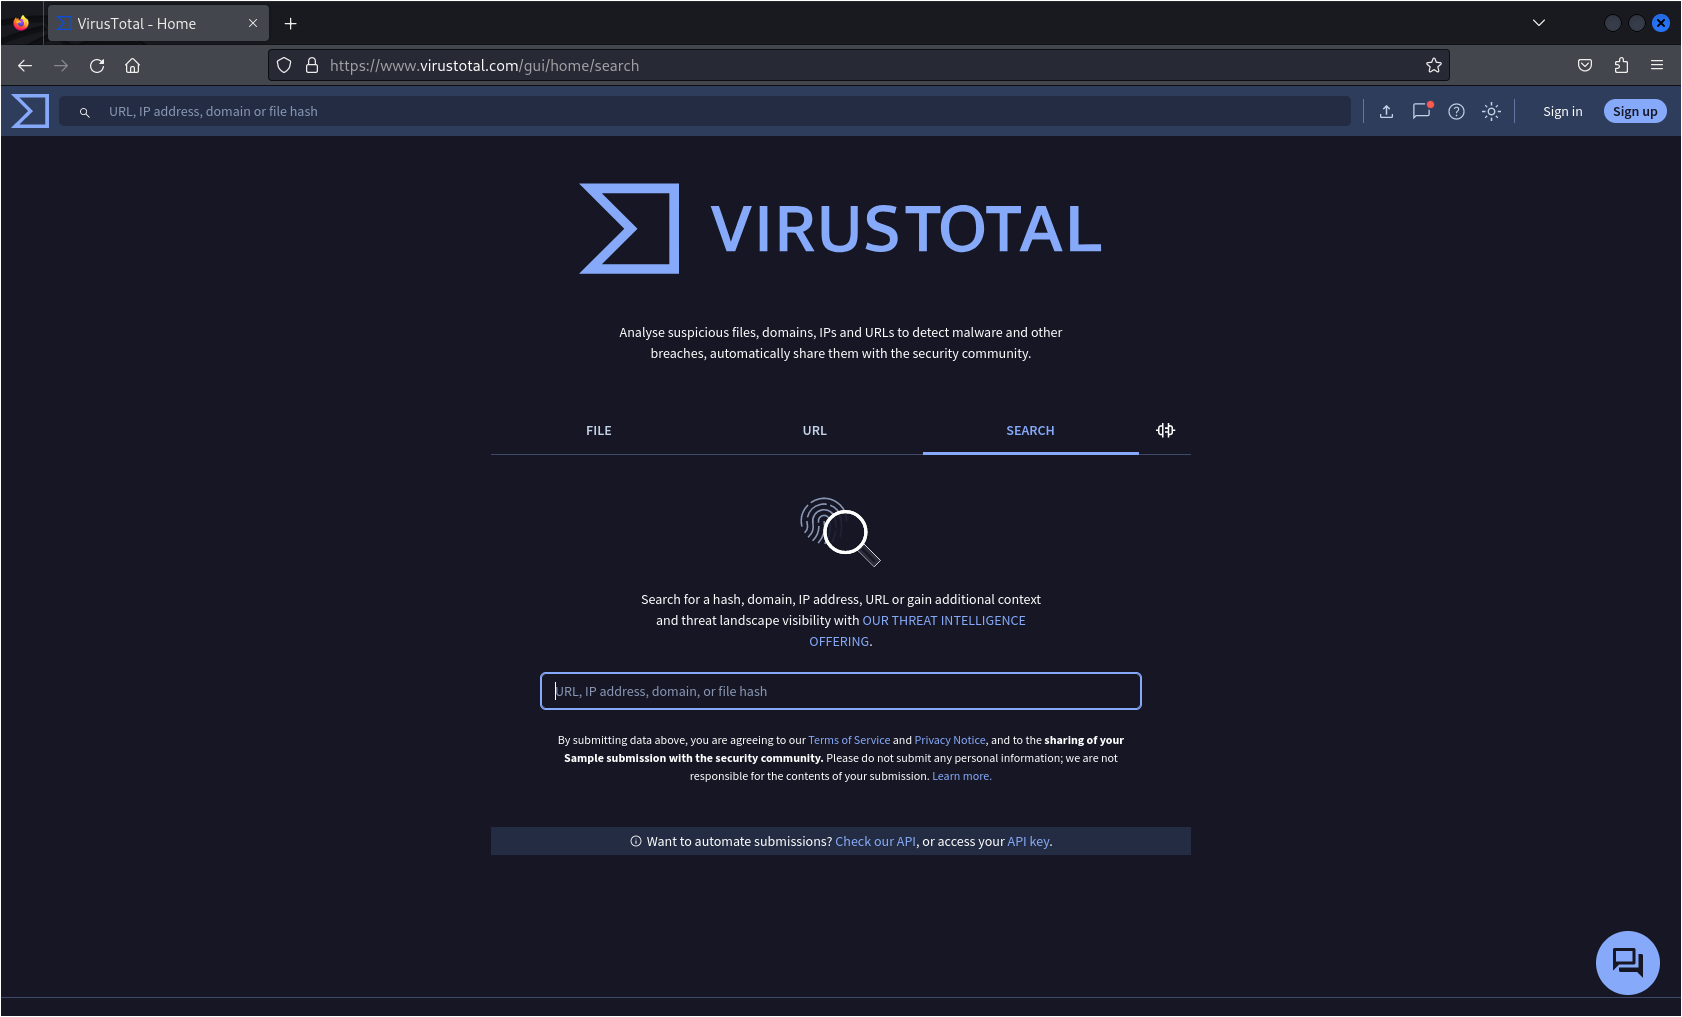 VirusTotal - Home
https://www.virustotal.com/gui/home/search
URL, IP address, domain or file hash
Sign in
Sign up
VIRUSTOTAL
Analyse suspicious files, domains, IPs and URLs to detect malware and other
breaches, automatically share them with the security community.
FILE
URL
SEARCH
Search for a hash, domain, IP address, URL or gain additional context
and threat landscape visibility with OUR THREAT INTELLIGENCE
OFFERING.
URL, IP address, domain, or file hash
By submitting data above, you are agreeing to our Terms of Service and Privacy Notice, and to the sharing of your
Sample submission with the security community. Please do not submit any personal information; we are not
responsible for the contents of your submission. Learn more.
Want to automate submissions? Check our API, or access your API key.